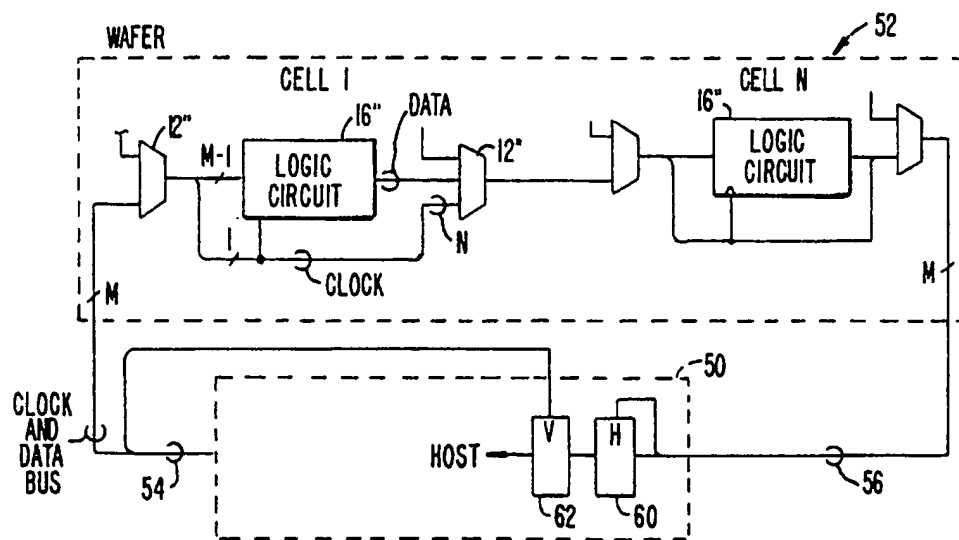 WAFER
52
CELL 1
CELL N
12"
16"
DATA
12"
16"
LOGIC
CIRCUIT
LOGIC
CIRCUIT
M-1
1
N
CLOCK
M
M
50
CLOCK
AND
DATA
BUS
54
HOST
V
H
62
60
56